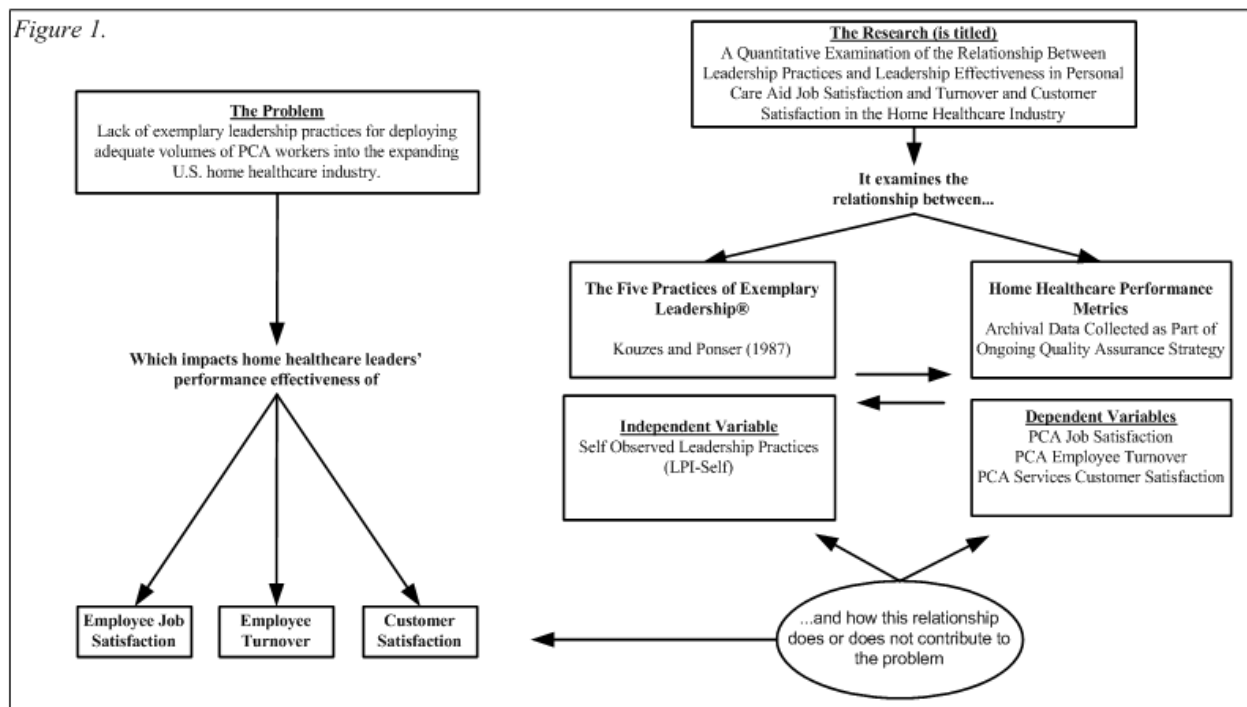 Figure 1.
The Problem
Lack of exemplary leadership practices for deploying
adequate volumes of PCA workers into the expanding
U.S. home healthcare industry.
Which impacts home healthcare leaders'
performance effectiveness of
Employee Job
Satisfaction
Employee
Turnover
Customer
Satisfaction
The Research (is titled)
A Quantitative Examination of the Relationship Between
Leadership Practices and Leadership Effectiveness in Personal
Care Aid Job Satisfaction and Turnover and Customer
Satisfaction in the Home Healthcare Industry
It examines the
relationship between...
The Five Practices of Exemplary
Leadership®
Kouzes and Ponser (1987)
Home Healthcare Performance
Metrics
Archival Data Collected as Part of
Ongoing Quality Assurance Strategy
Independent Variable
Self Observed Leadership Practices
(LPI-Self)
Dependent Variables
PCA Job Satisfaction
PCA Employee Turnover
PCA Services Customer Satisfaction
...and how this relationship
does or does not contribute to
the problem